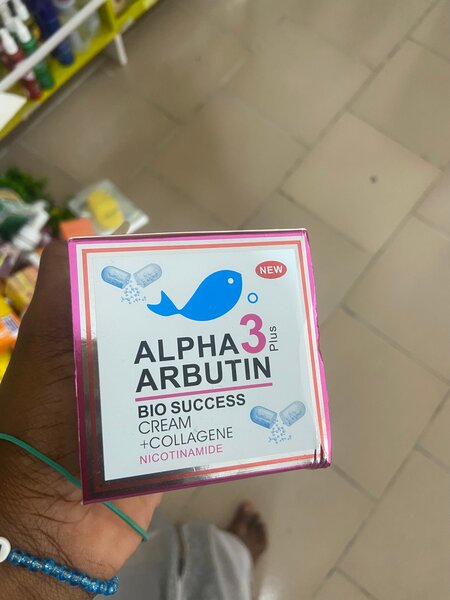 NEW
ALPHA 3 Plus
ARBUTIN
BIO SUCCESS
CREAM
+COLLAGENE
NICOTINAMIDE